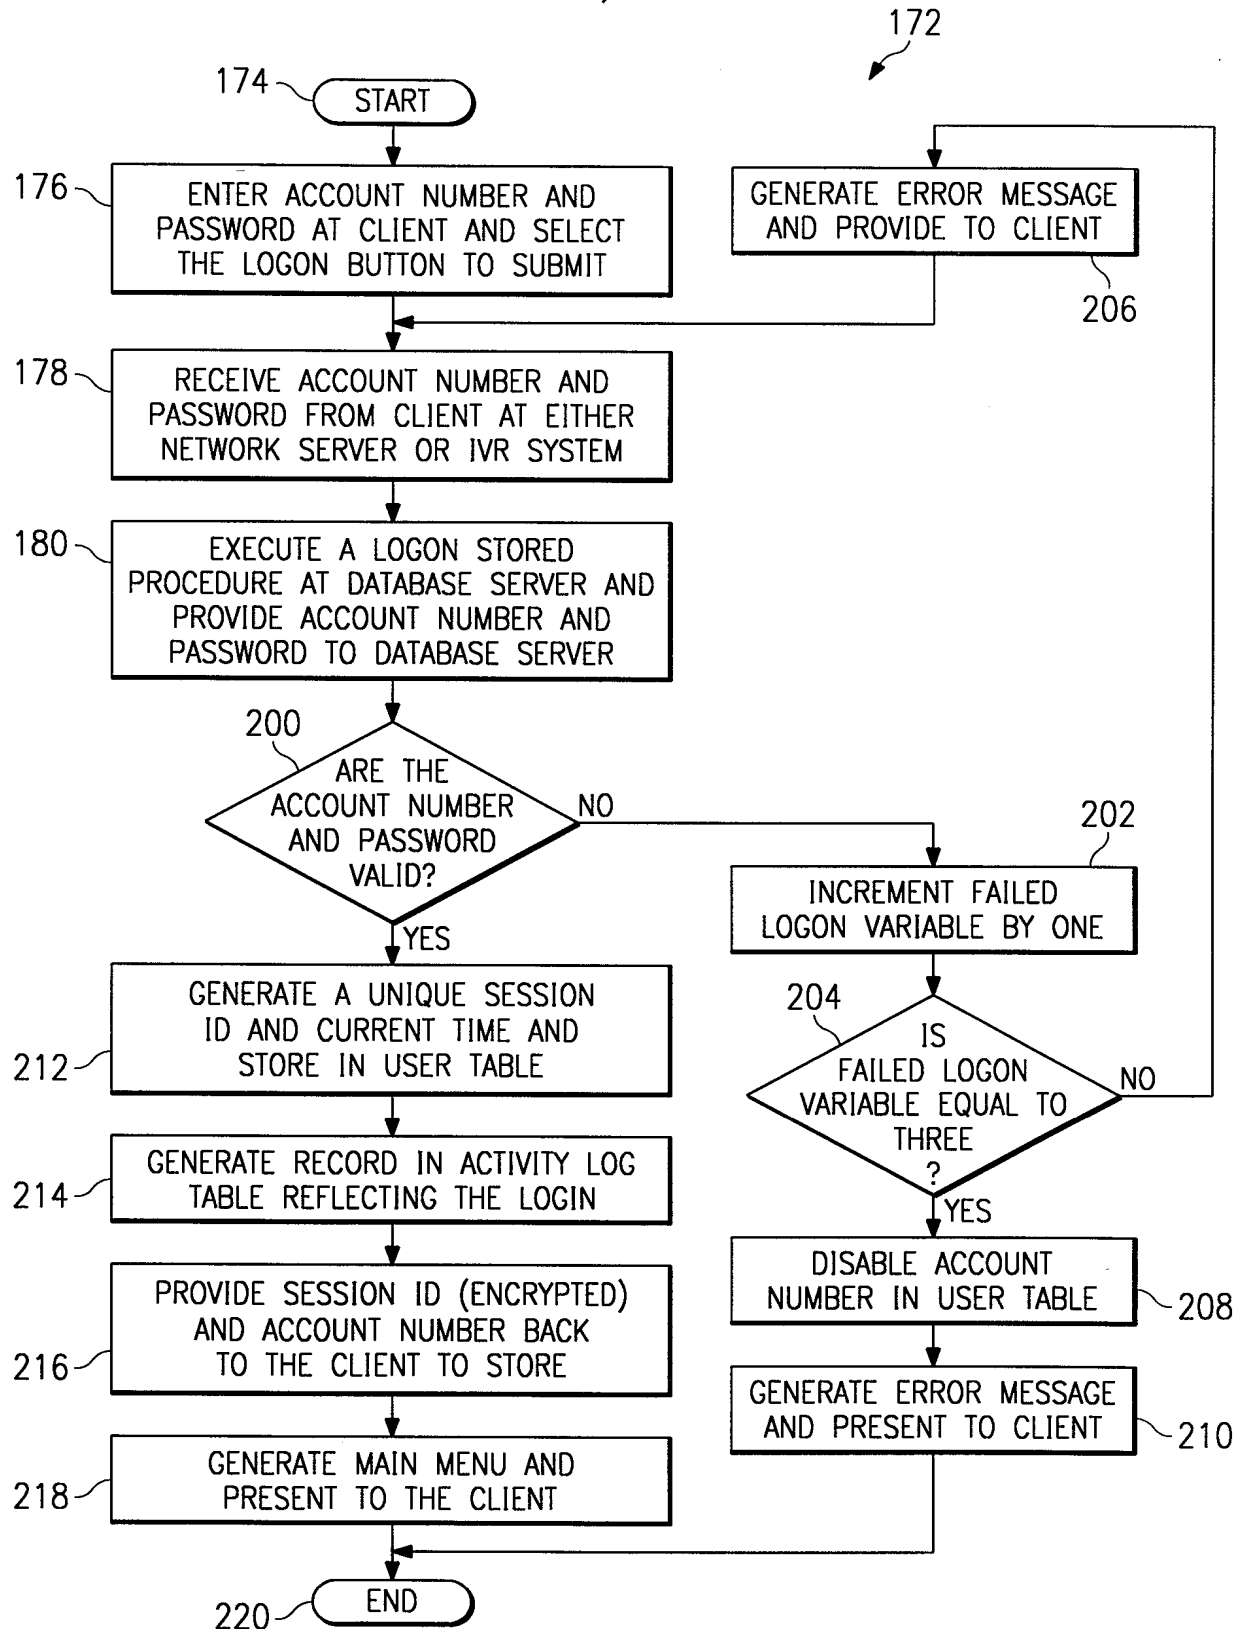 172
174
START
176
ENTER ACCOUNT NUMBER AND
PASSWORD AT CLIENT AND SELECT
THE LOGON BUTTON TO SUBMIT
GENERATE ERROR MESSAGE
AND PROVIDE TO CLIENT
206
178
RECEIVE ACCOUNT NUMBER AND
PASSWORD FROM CLIENT AT EITHER
NETWORK SERVER OR IVR SYSTEM
180
EXECUTE A LOGON STORED
PROCEDURE AT DATABASE SERVER AND
PROVIDE ACCOUNT NUMBER AND
PASSWORD TO DATABASE SERVER
200
ARE THE
ACCOUNT NUMBER
AND PASSWORD
VALID?
NO
YES
202
INCREMENT FAILED
LOGON VARIABLE BY ONE
204
IS
FAILED LOGON
VARIABLE EQUAL TO
THREE
?
NO
YES
212
GENERATE A UNIQUE SESSION
ID AND CURRENT TIME AND
STORE IN USER TABLE
214
GENERATE RECORD IN ACTIVITY LOG
TABLE REFLECTING THE LOGIN
DISABLE ACCOUNT
NUMBER IN USER TABLE
208
216
PROVIDE SESSION ID (ENCRYPTED)
AND ACCOUNT NUMBER BACK
TO THE CLIENT TO STORE
GENERATE ERROR MESSAGE
AND PRESENT TO CLIENT
210
218
GENERATE MAIN MENU AND
PRESENT TO THE CLIENT
220
END